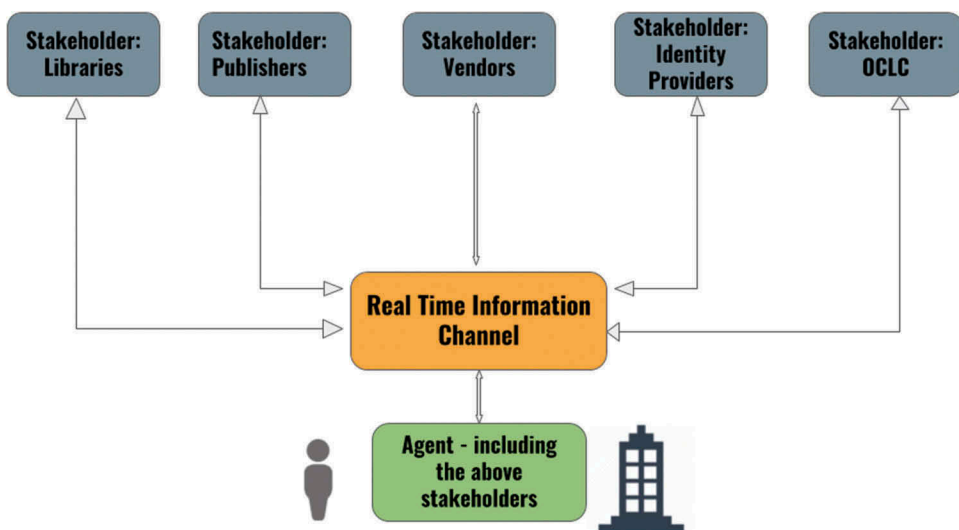 Stakeholder:
Libraries
Stakeholder:
Publishers
Stakeholder:
Vendors
Stakeholder:
Identity
Providers
Stakeholder:
OCLC
Real Time Information
Channel
Agent - including
the above
stakeholders